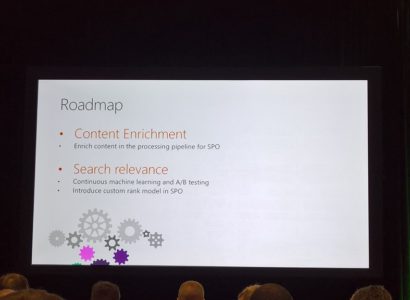 Roadmap
• Content Enrichment
• Enrich content in the processing pipeline for SPO
• Search relevance
• Continuous machine learning and A/B testing
• Introduce custom rank model in SPO